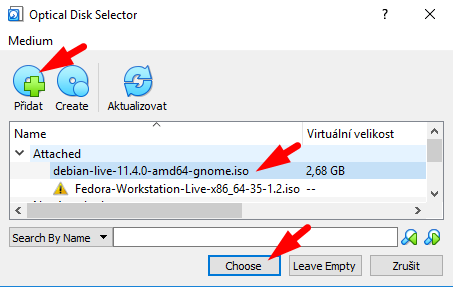 Optical Disk Selector
Medium
Přidat Create Aktualizovat
Name Virtuální velikost
Attached
debian-live-11.4.0-amd64-gnome.iso 2,68 GB
Fedora-Workstation-Live-x86_64-35-1.2.iso --
Search By Name
Choose Leave Empty Zrušit